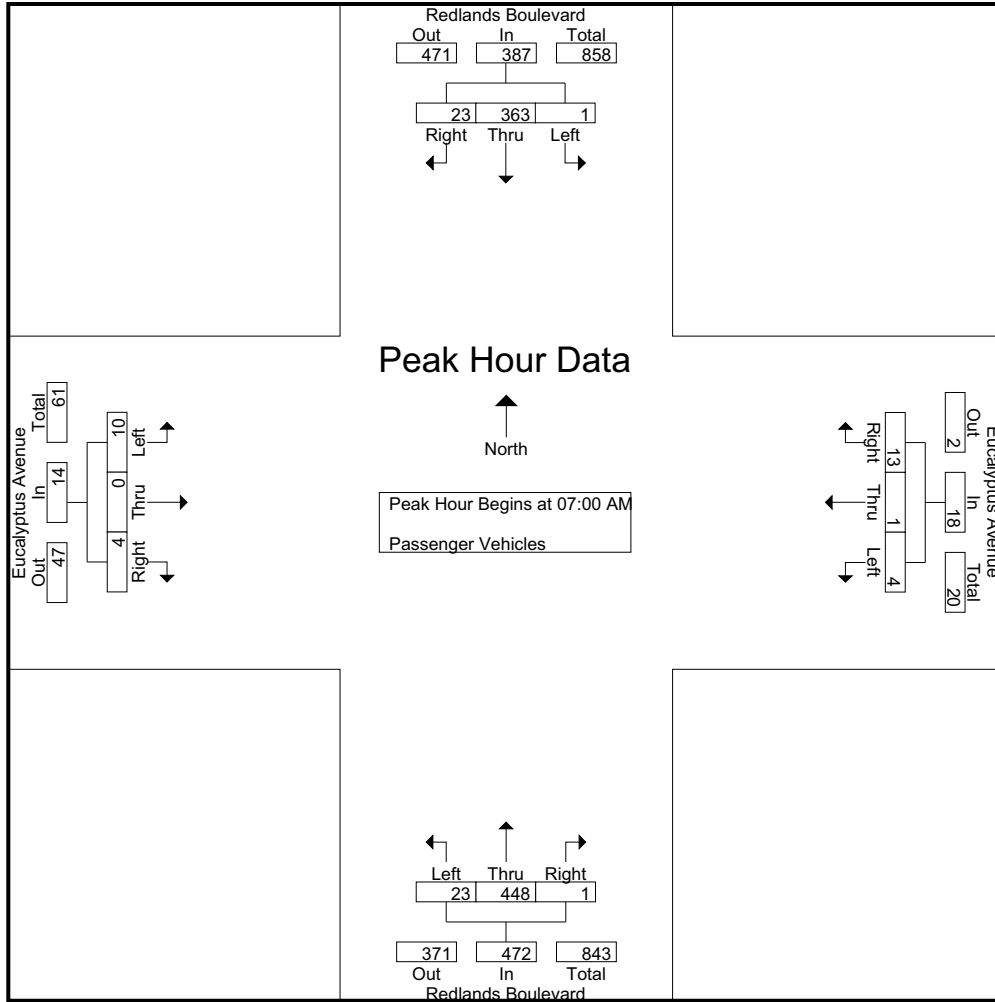 Redlands Boulevard
Out In Total
471 387 858
23 363 1
Right Thru Left
Peak Hour Data
North
Peak Hour Begins at 07:00 AM
Passenger Vehicles
Eucalyptus Avenue
Total In Out
61 14 47
10 0 4
Left Thru Right
Right Thru Left
13 1 4
2 18 20
Out In Total
Eucalyptus Avenue
Left Thru Right
23 448 1
371 472 843
Out In Total
Redlands Boulevard